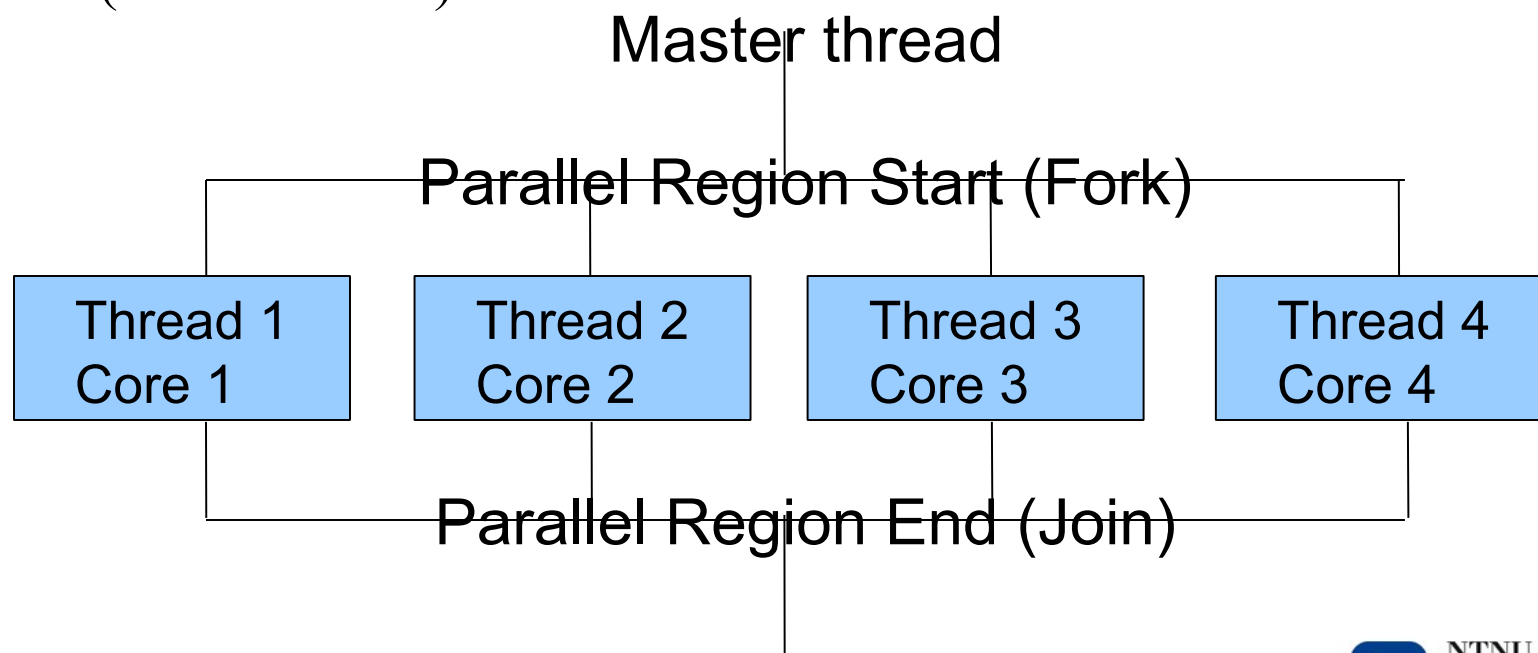 Master thread
Parallel Region Start (Fork)
Thread 1
Core 1
Thread 2
Core 2
Thread 3
Core 3
Thread 4
Core 4
Parallel Region End (Join)
NTNU